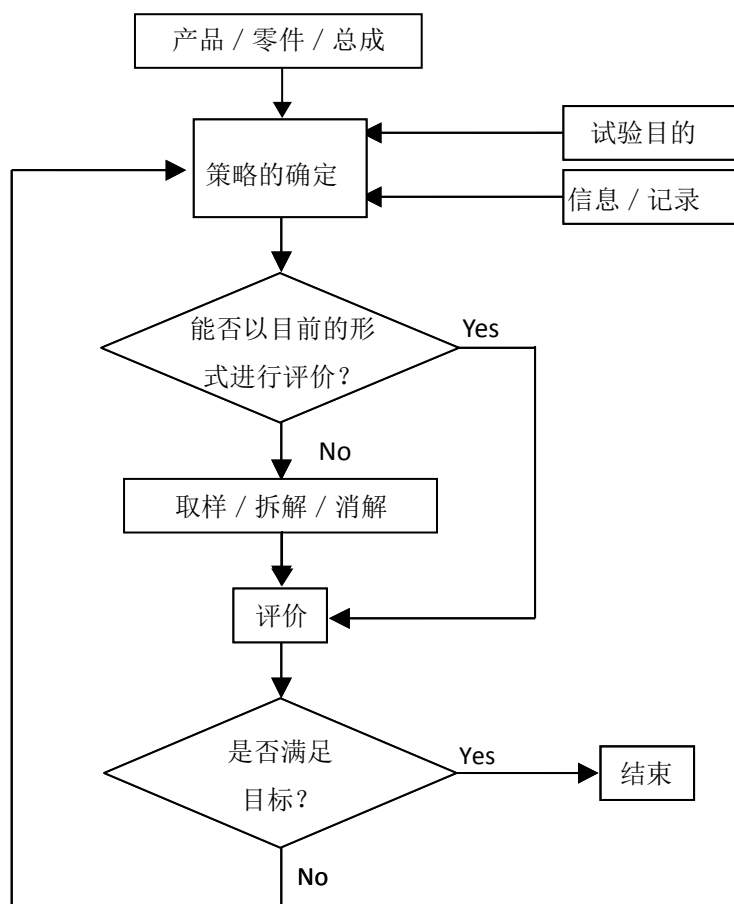 产品 / 零件 / 总成
试验目的
策略的确定
信息 / 记录
能否以目前的形
式进行评价？
Yes
No
取样 / 拆解 / 消解
评价
是否满足
目标？
Yes
结束
No